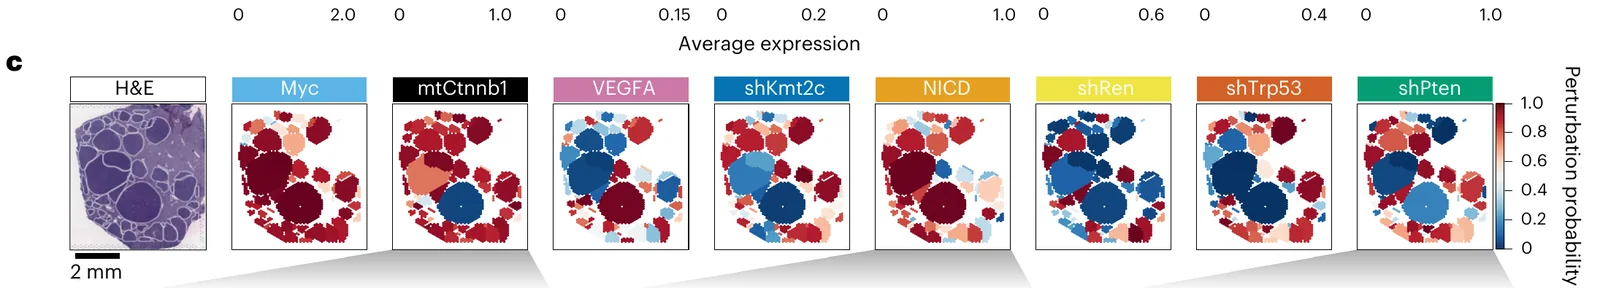 0 2.0 0 1.0 0 0.15 0 0.2 0 1.0 0 0.6 0 0.4 0 1.0
Average expression
c
H&E Myc mtCtnnb1 VEGFA shKmt2c NICD shRen shTrp53 shPten
1.0
0.8
0.6
0.4
0.2
0
Perturbation probability
2 mm